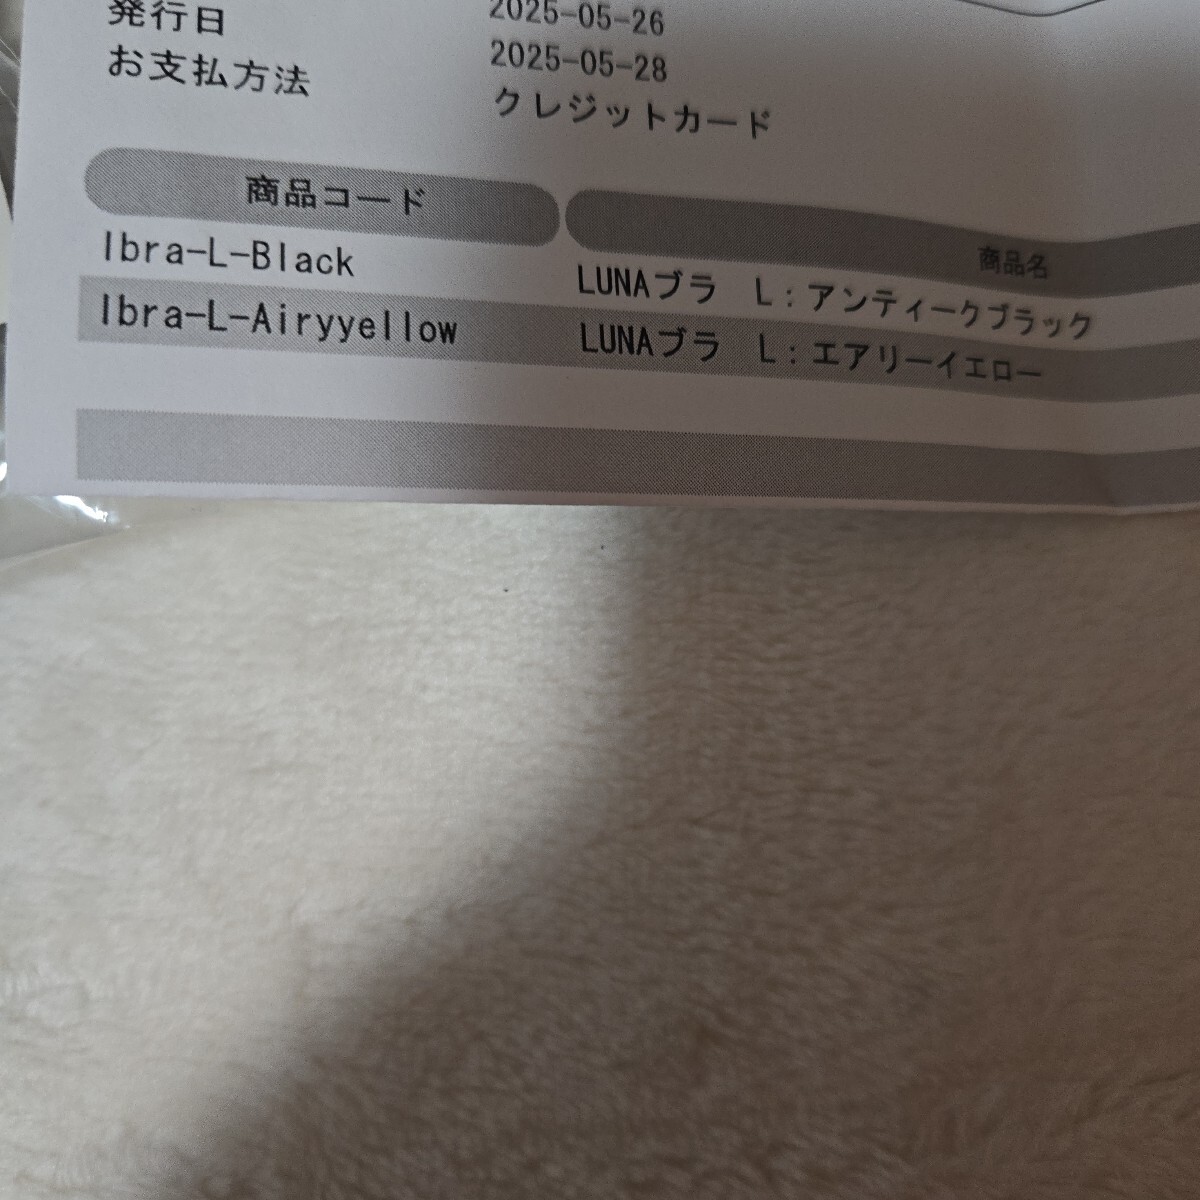 2025-05-26
発行日 2025-05-28
お支払方法 クレジットカード
商品コード 商品名
lbra-L-Black LUNAブラ L：アンティークブラック
lbra-L-Airyyellow LUNAブラ L：エアリーイエロー